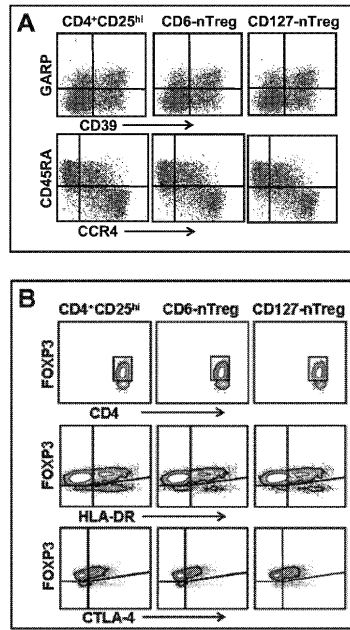 A
CD4⁺CD25ʰⁱ CD6-nTreg CD127-nTreg
GARP
CD39
CD45RA
CCR4
B
CD4⁺CD25ʰⁱ CD6-nTreg CD127-nTreg
FOXP3
CD4
FOXP3
HLA-DR
FOXP3
CTLA-4